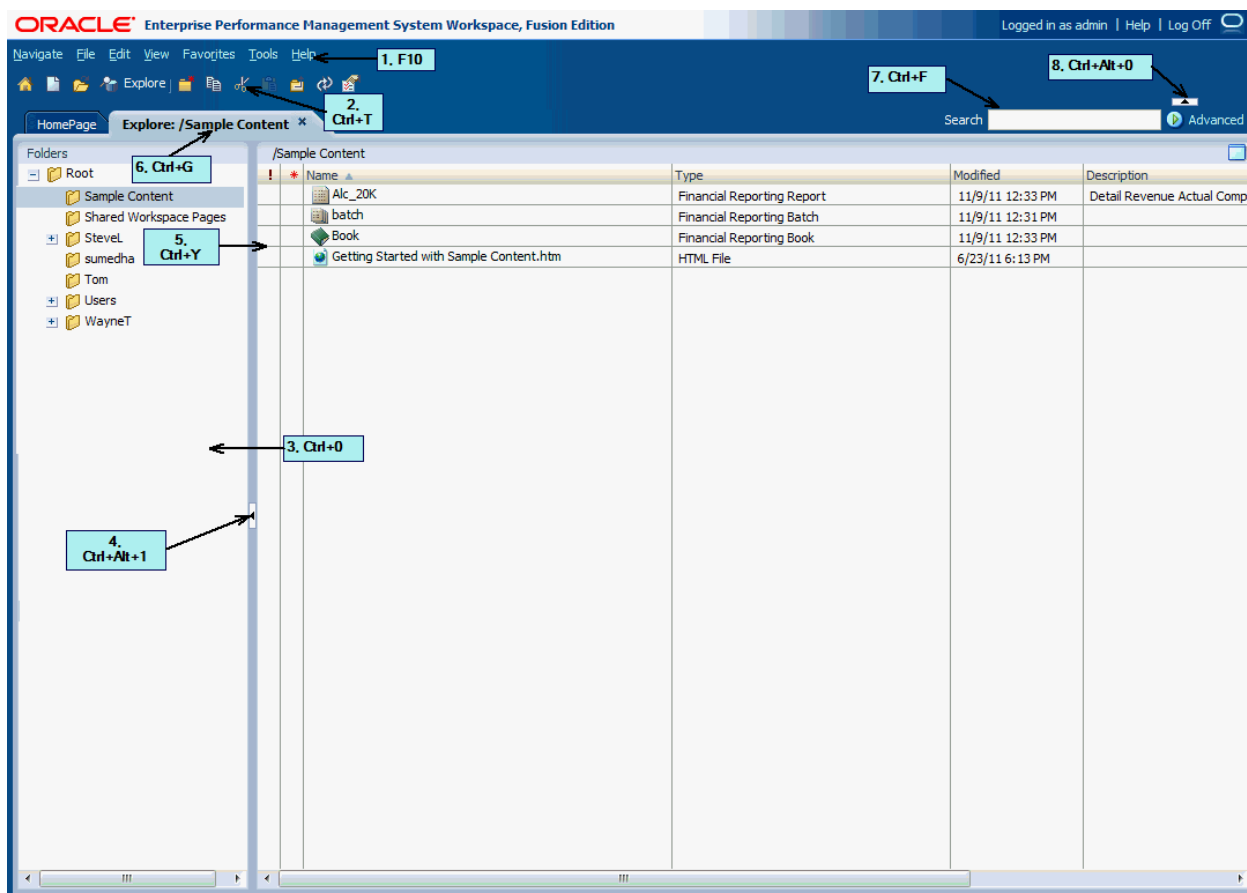 ORACLE Enterprise Performance Management System Workspace, Fusion Edition
Logged in as admin | Help | Log Off
Navigate File Edit View Favorites Tools Help
1. F10
8. Ctrl+Alt+0
Explore
7. Ctrl+F
2.
Ctrl+T
HomePage
Explore: /Sample Content
Search
Advanced
Folders
/Sample Content
6. Ctrl+G
Root
! * Name Type Modified Description
Sample Content
Alc_20K Financial Reporting Report 11/9/11 12:33 PM Detail Revenue Actual Comp
Shared Workspace Pages
batch Financial Reporting Batch 11/9/11 12:31 PM
SteveL
5.
Ctrl+Y
Book Financial Reporting Book 11/9/11 12:33 PM
sumedha
Getting Started with Sample Content.htm HTML File 6/23/11 6:13 PM
Tom
Users
WayneT
3. Ctrl+0
4.
Ctrl+Alt+1